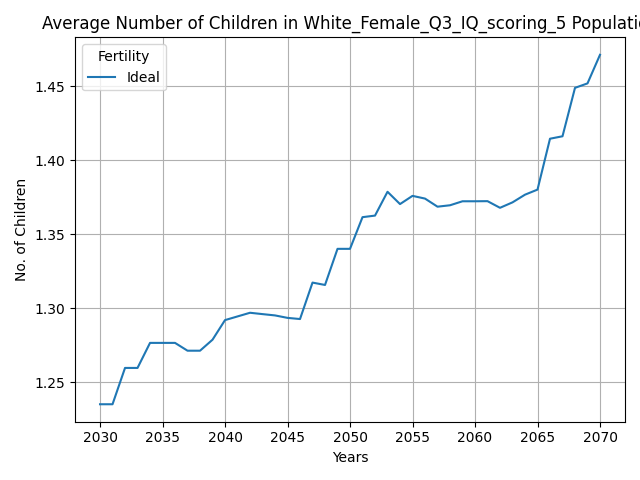 Average Number of Children in White_Female_Q3_IQ_scoring_5 Populati
Fertility
Ideal
No. of Children
1.45
1.40
1.35
1.30
1.25
2030 2035 2040 2045 2050 2055 2060 2065 2070
Years